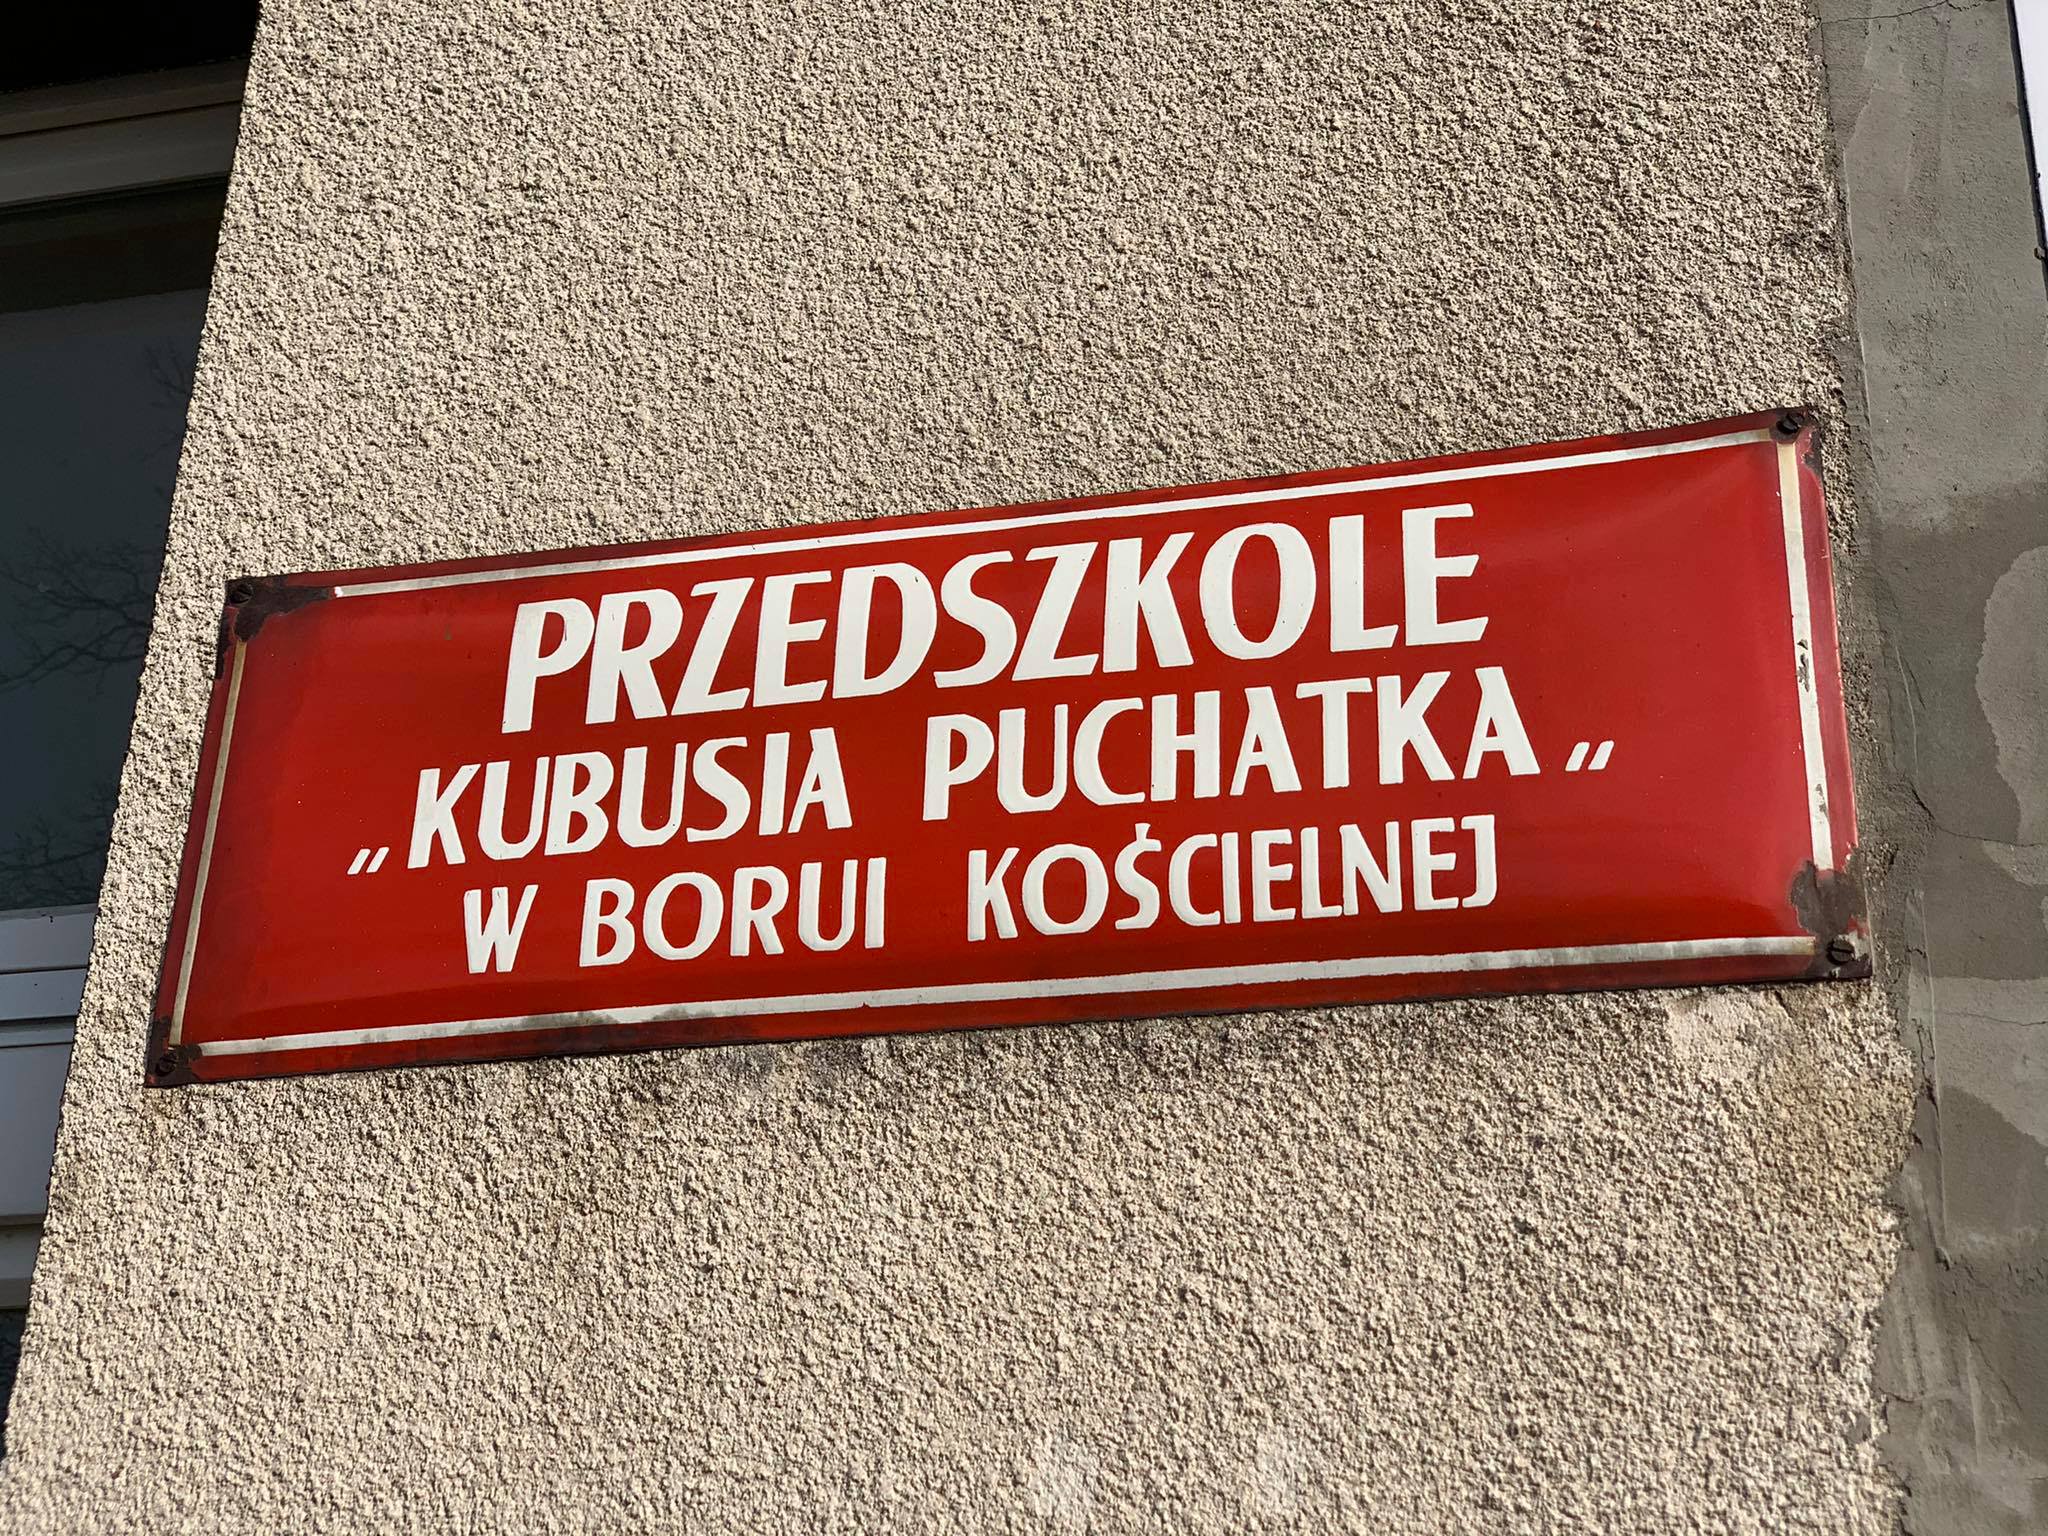 PRZEDSZKOLE
„KUBUSIA PUCHATKA"
W BORUI KOŚCIELNEJ